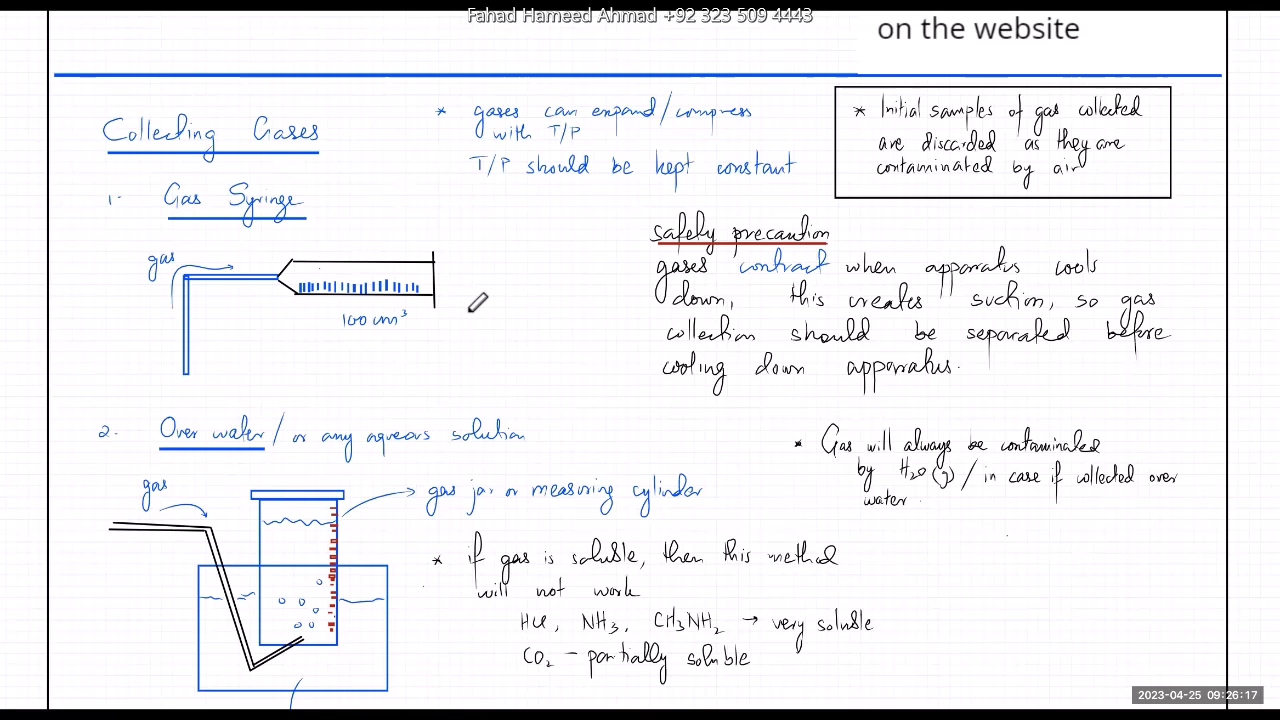 Fahad Hameed Ahmad +92 323 509 4443
on the website
Collecting Gases
* gases can expand/compress
with T/P
T/P should be kept constant
* Initial samples of gas collected
are discarded as they are
contaminated by air
1. Gas Syringe
gas
100 cm³
safety precaution
gases contract when apparatus cools
down, this creates suction, so gas
collection should be separated before
cooling down apparatus.
2. Over water/ or any aqueous solution
gas
gas jar or measuring cylinder
* Gas will always be contaminated
by H₂O (g) / in case if collected over
water
* if gas is soluble, then this method
will not work
HCl, NH₃, CH₃NH₂ → very soluble
CO₂ – partially soluble
2023-04-25 09:26:17